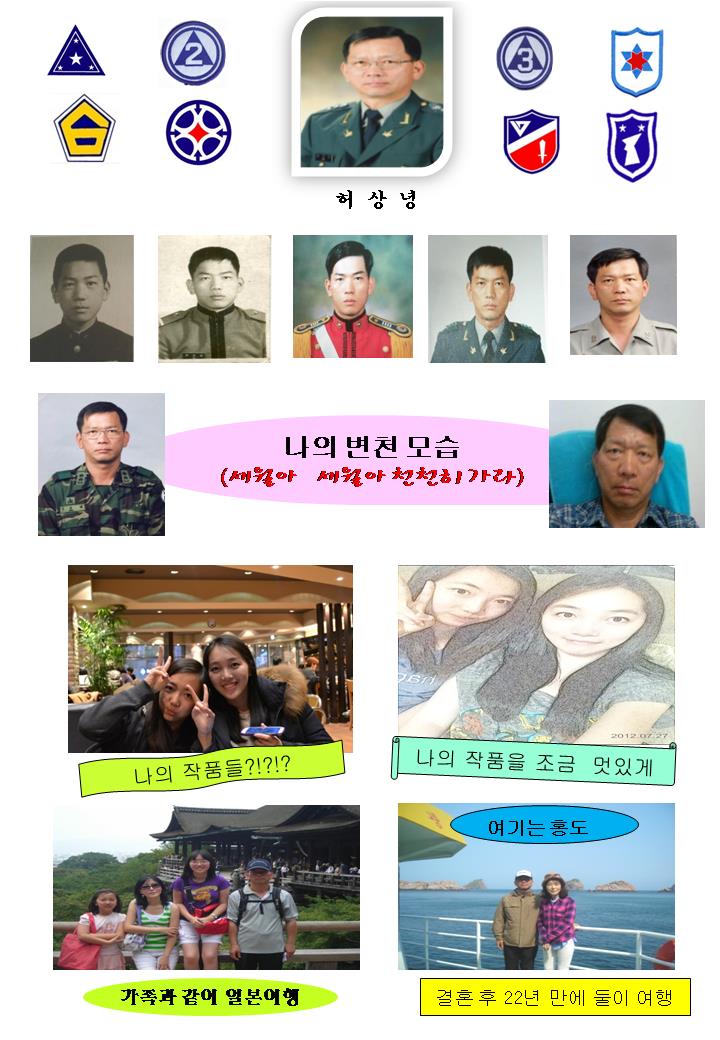 2
3
허 상 녕
나의 변천 모습
(세월아 세월아 천천히 가라)
2012.07.27
나의 작품들?!?!?
나의 작품을 조금 멋있게
여기는 홍도
가족과 같이 일본여행
결혼 후 22년 만에 둘이 여행